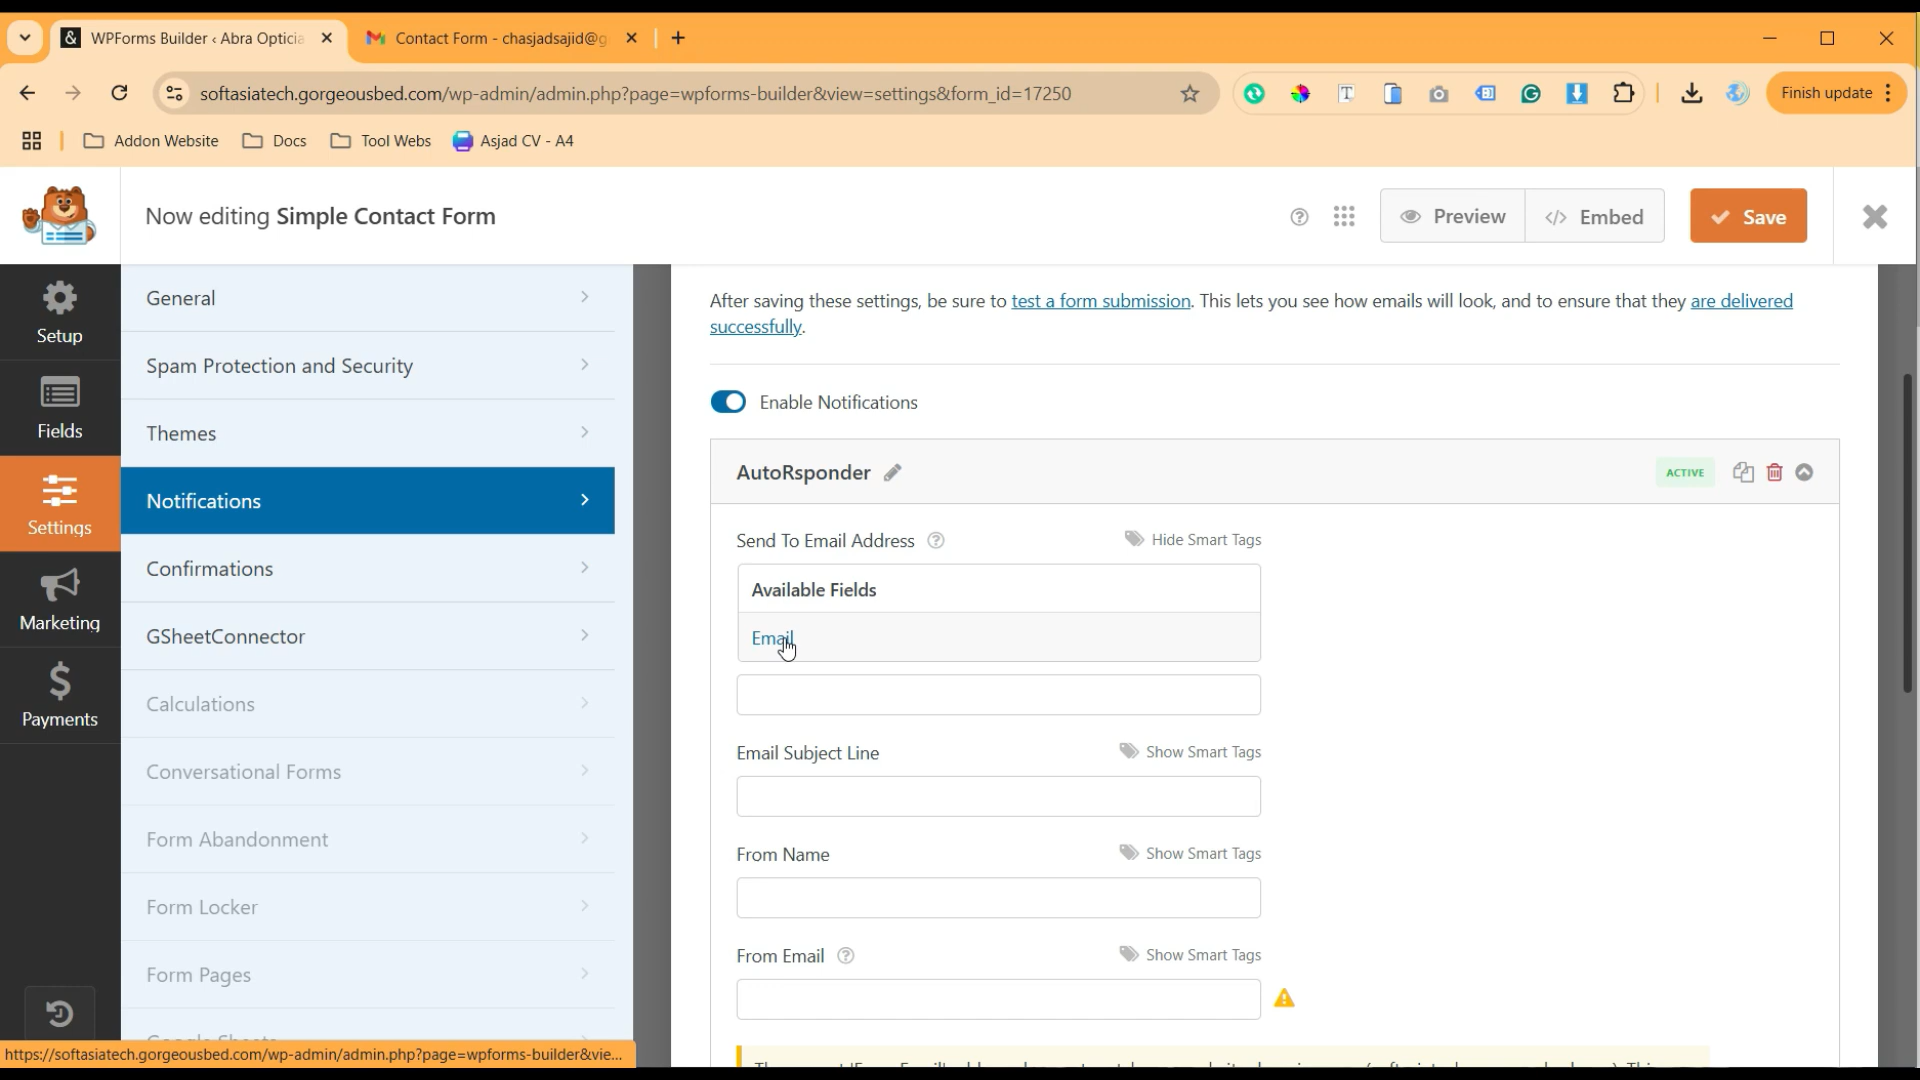 WPForms Builder ‹ Abra Opticia
Contact Form - chasjadsajid@g
softasiatech.gorgeousbed.com/wp-admin/admin.php?page=wpforms-builder&view=settings&form_id=17250
Finish update
Addon Website
Docs
Tool Webs
Asjad CV - A4
Now editing Simple Contact Form
Preview
Embed
Save
Setup
Fields
Settings
Marketing
Payments
General
Spam Protection and Security
Themes
Notifications
Confirmations
GSheetConnector
Calculations
Conversational Forms
Form Abandonment
Form Locker
Form Pages
https://softasiatech.gorgeousbed.com/wp-admin/admin.php?page=wpforms-builder&vie...
After saving these settings, be sure to test a form submission. This lets you see how emails will look, and to ensure that they are delivered
successfully.
Enable Notifications
AutoRsponder
ACTIVE
Send To Email Address
Hide Smart Tags
Available Fields
Email
Email Subject Line
Show Smart Tags
From Name
Show Smart Tags
From Email
Show Smart Tags